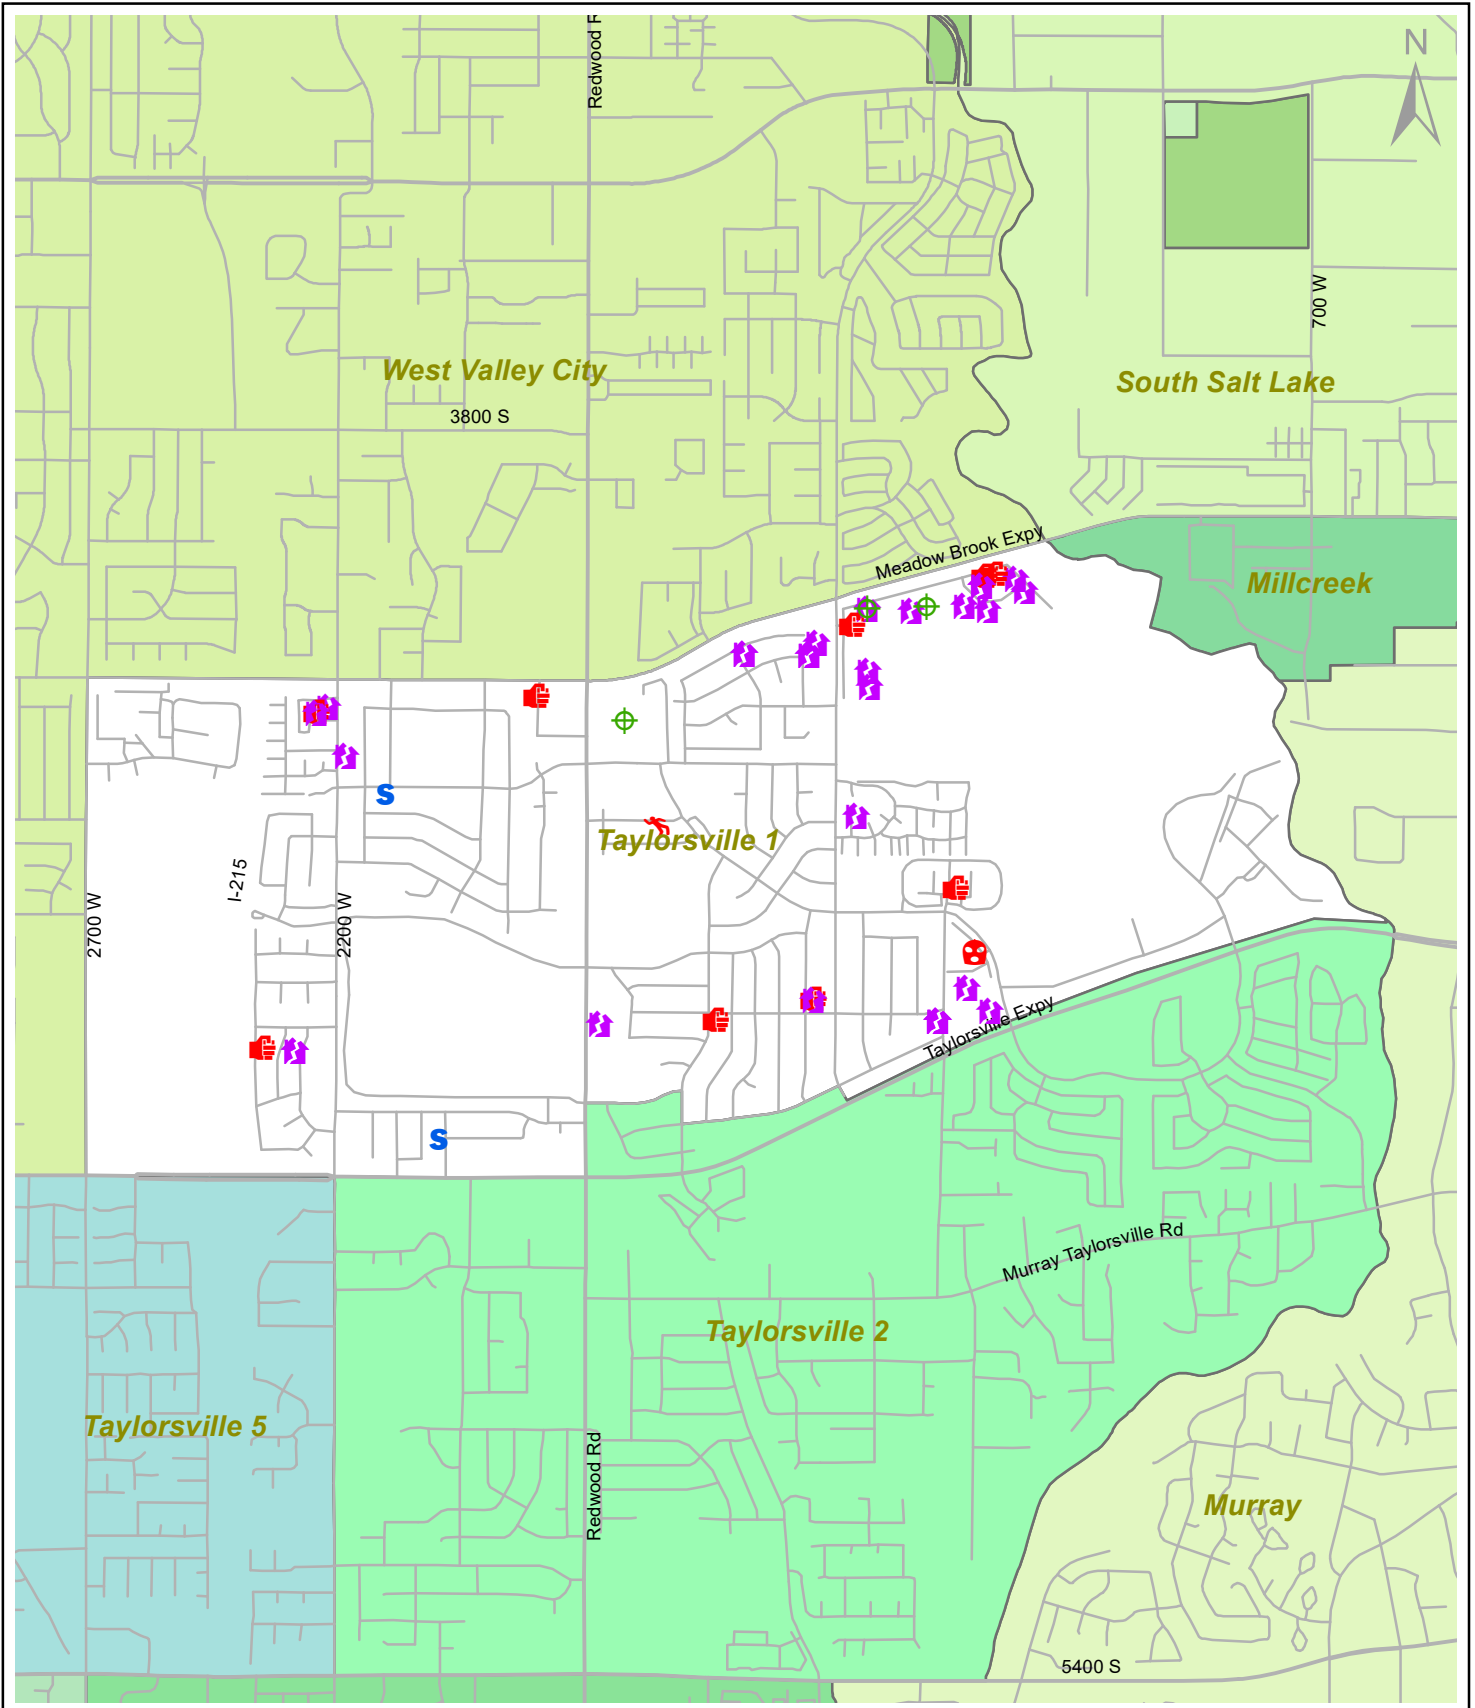 Redwood R
N
700 W
West Valley City
South Salt Lake
3800 S
Meadow Brook Expy
Millcreek
S
Taylorsville 1
I-215
2700 W
2200 W
Taylorsville Expy
S
Murray Taylorsville Rd
Taylorsville 2
Taylorsville 5
Redwood Rd
Murray
5400 S